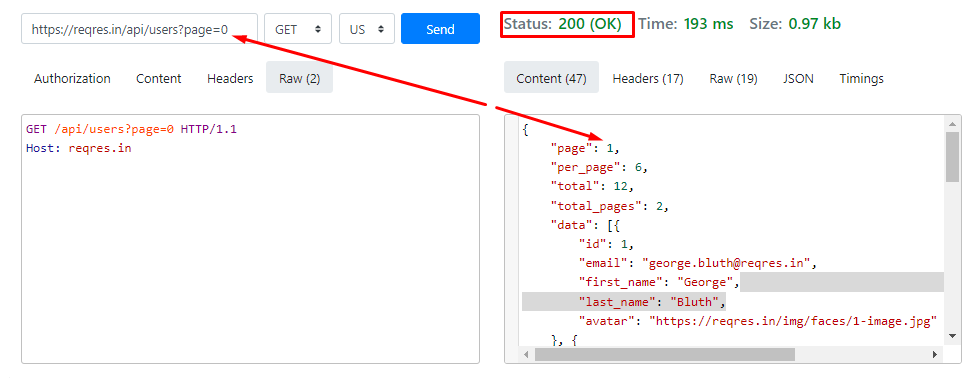 https://reqres.in/api/users?page=0 GET US Send Status: 200 (OK) Time: 193 ms Size: 0.97 kb
Authorization Content Headers Raw (2) Content (47) Headers (17) Raw (19) JSON Timings
GET /api/users?page=0 HTTP/1.1
Host: reqres.in
{
"page": 1,
"per_page": 6,
"total": 12,
"total_pages": 2,
"data": [{
"id": 1,
"email": "george.bluth@reqres.in",
"first_name": "George",
"last_name": "Bluth",
"avatar": "https://reqres.in/img/faces/1-image.jpg"
}, {